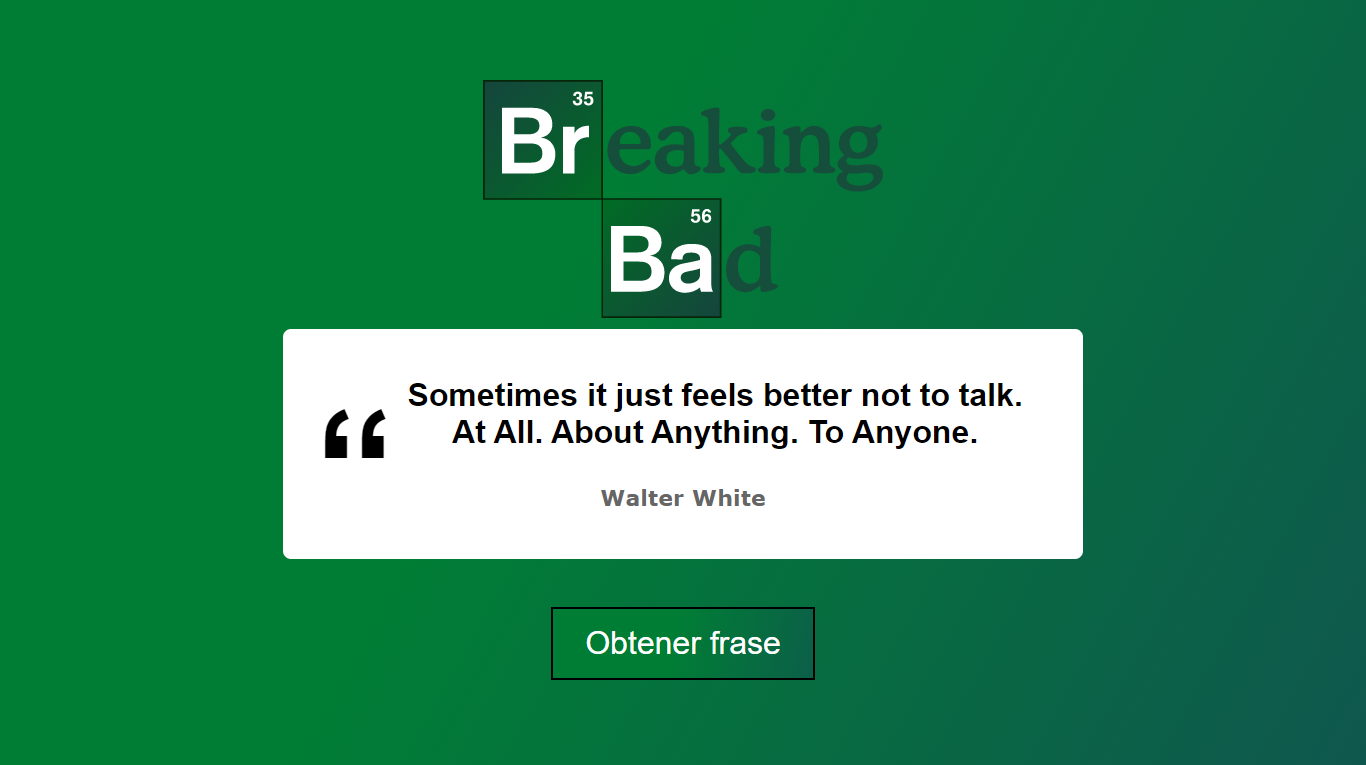 35
Breaking
56
Bad
“ Sometimes it just feels better not to talk.
At All. About Anything. To Anyone.
Walter White
Obtener frase